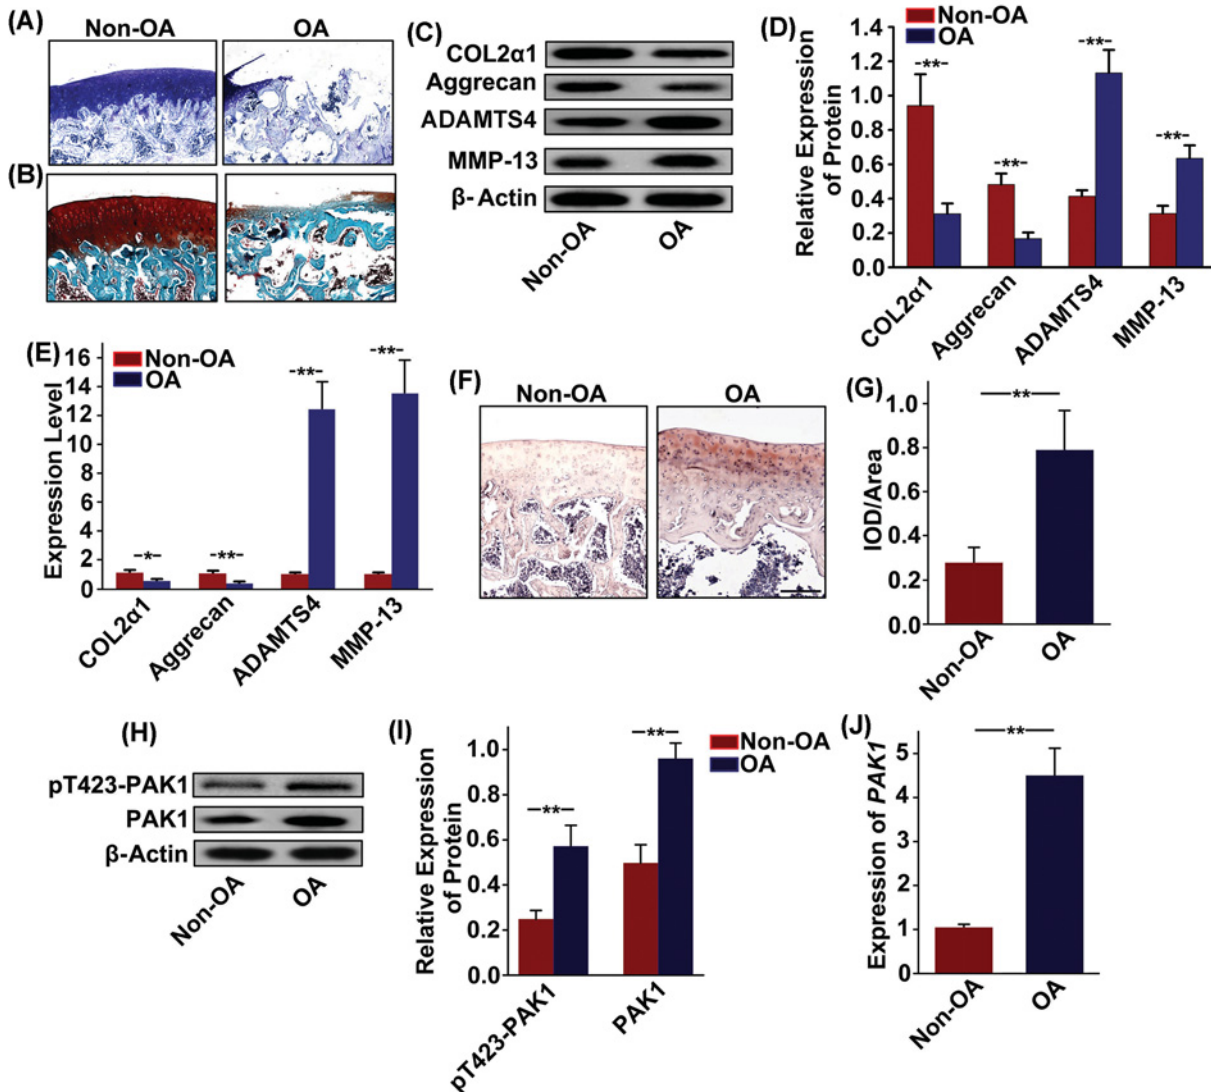 (A)
Non-OA
OA
(B)
(C)
COL2α1
Aggrecan
ADAMTS4
MMP-13
β-Actin
Non-OA
OA
(D)
Non-OA
OA
Relative Expression
of Protein
1.4
1.2
1.0
0.8
0.6
0.4
0.2
0.0
-**-
-**-
-**-
-**-
COL2α1
Aggrecan
ADAMTS4
MMP-13
(E)
Non-OA
OA
Expression Level
16
14
12
10
8
6
4
2
0
-*-
-**-
-**-
-**-
COL2α1
Aggrecan
ADAMTS4
MMP-13
(F)
Non-OA
OA
(G)
IOD/Area
1.0
0.8
0.6
0.4
0.2
0.0
**
Non-OA
OA
(H)
pT423-PAK1
PAK1
β-Actin
Non-OA
OA
(I)
Non-OA
OA
Relative Expression
of Protein
1.0
0.8
0.6
0.4
0.2
0.0
**
**
pT423-PAK1
PAK1
(J)
Expression of PAK1
5
4
3
2
1
0
**
Non-OA
OA